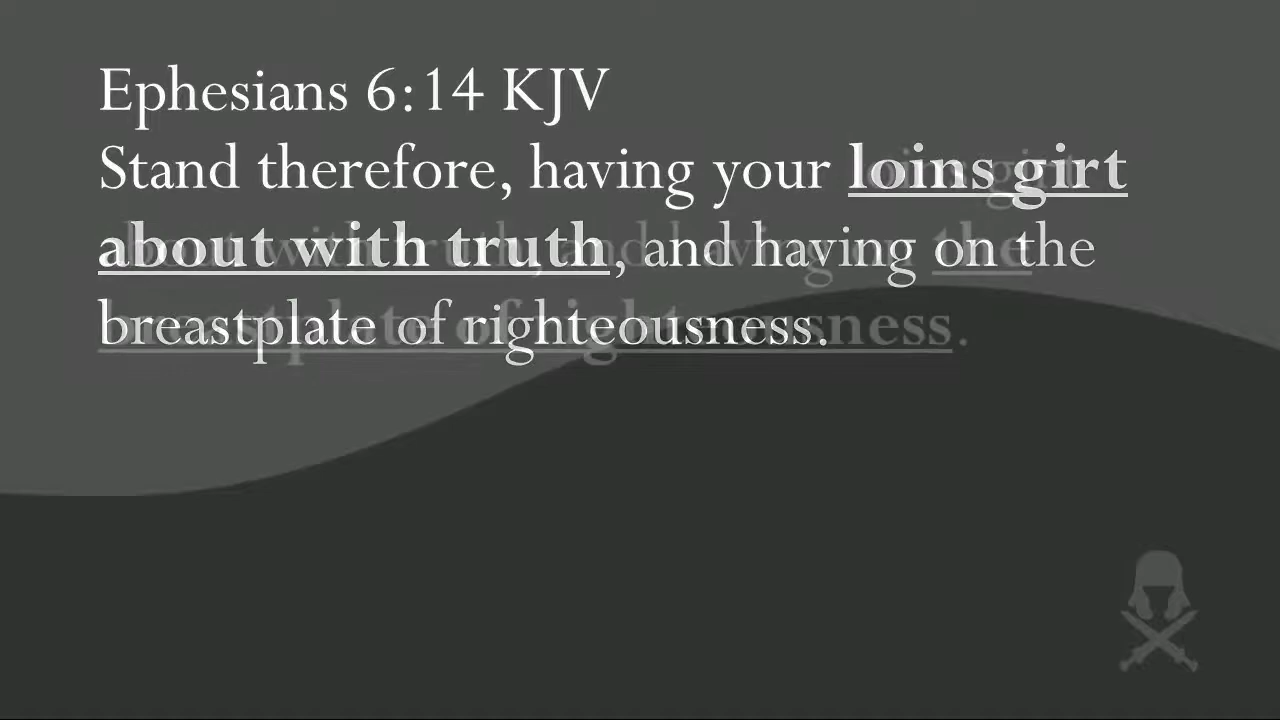 Ephesians 6:14 KJV
Stand therefore, having your loins girt
about with truth, and having on the
breastplate of righteousness.